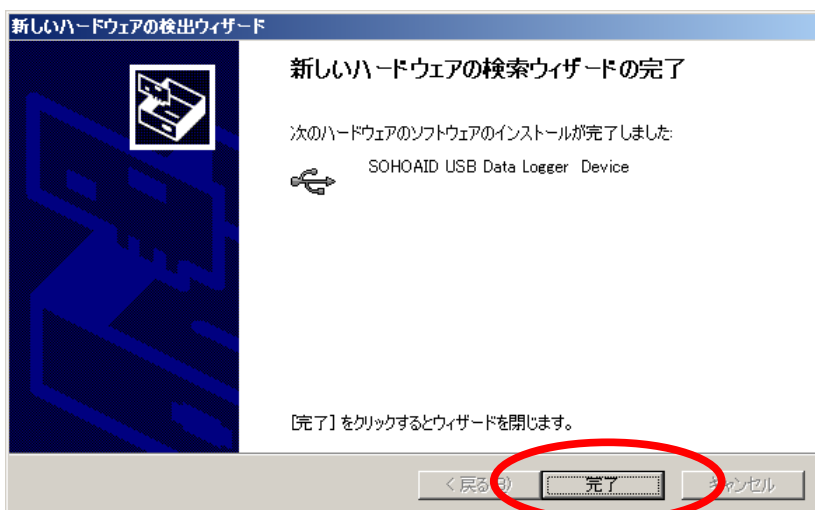 新しいハードウェアの検出ウィザード
新しいハードウェアの検索ウィザードの完了
次のハードウェアのソフトウェアのインストールが完了しました:
SOHOAID USB Data Logger Device
[完了] をクリックするとウィザードを閉じます。
< 戻る(B) 完了 キャンセル